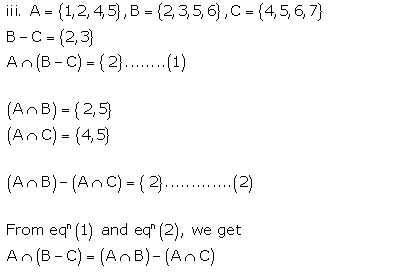 iii. A = {1,2,4,5}, B = {2,3,5,6}, C = {4,5,6,7}
B – C = {2,3}
A ∩ (B – C) = { 2}........(1)
(A ∩ B) = {2,5}
(A ∩ C) = {4,5}
(A ∩ B) – (A ∩ C) = { 2}.............(2)
From eqⁿ (1) and eqⁿ (2), we get
A ∩ (B – C) = (A ∩ B) – (A ∩ C)